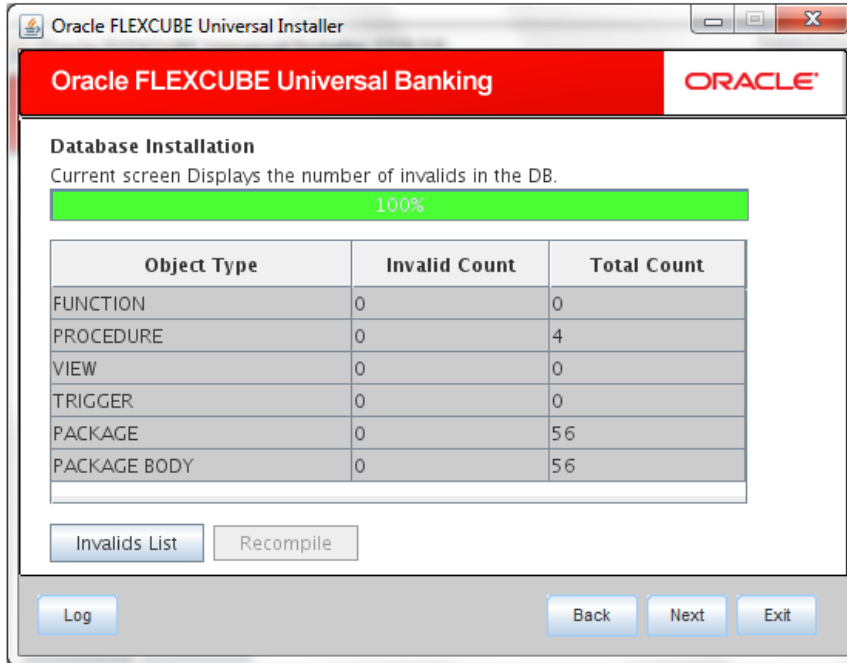 Oracle FLEXCUBE Universal Installer
Oracle FLEXCUBE Universal Banking
ORACLE
Database Installation
Current screen Displays the number of invalids in the DB.
100%
Object Type Invalid Count Total Count
FUNCTION 0 0
PROCEDURE 0 4
VIEW 0 0
TRIGGER 0 0
PACKAGE 0 56
PACKAGE BODY 0 56
Invalids List Recompile
Log Back Next Exit